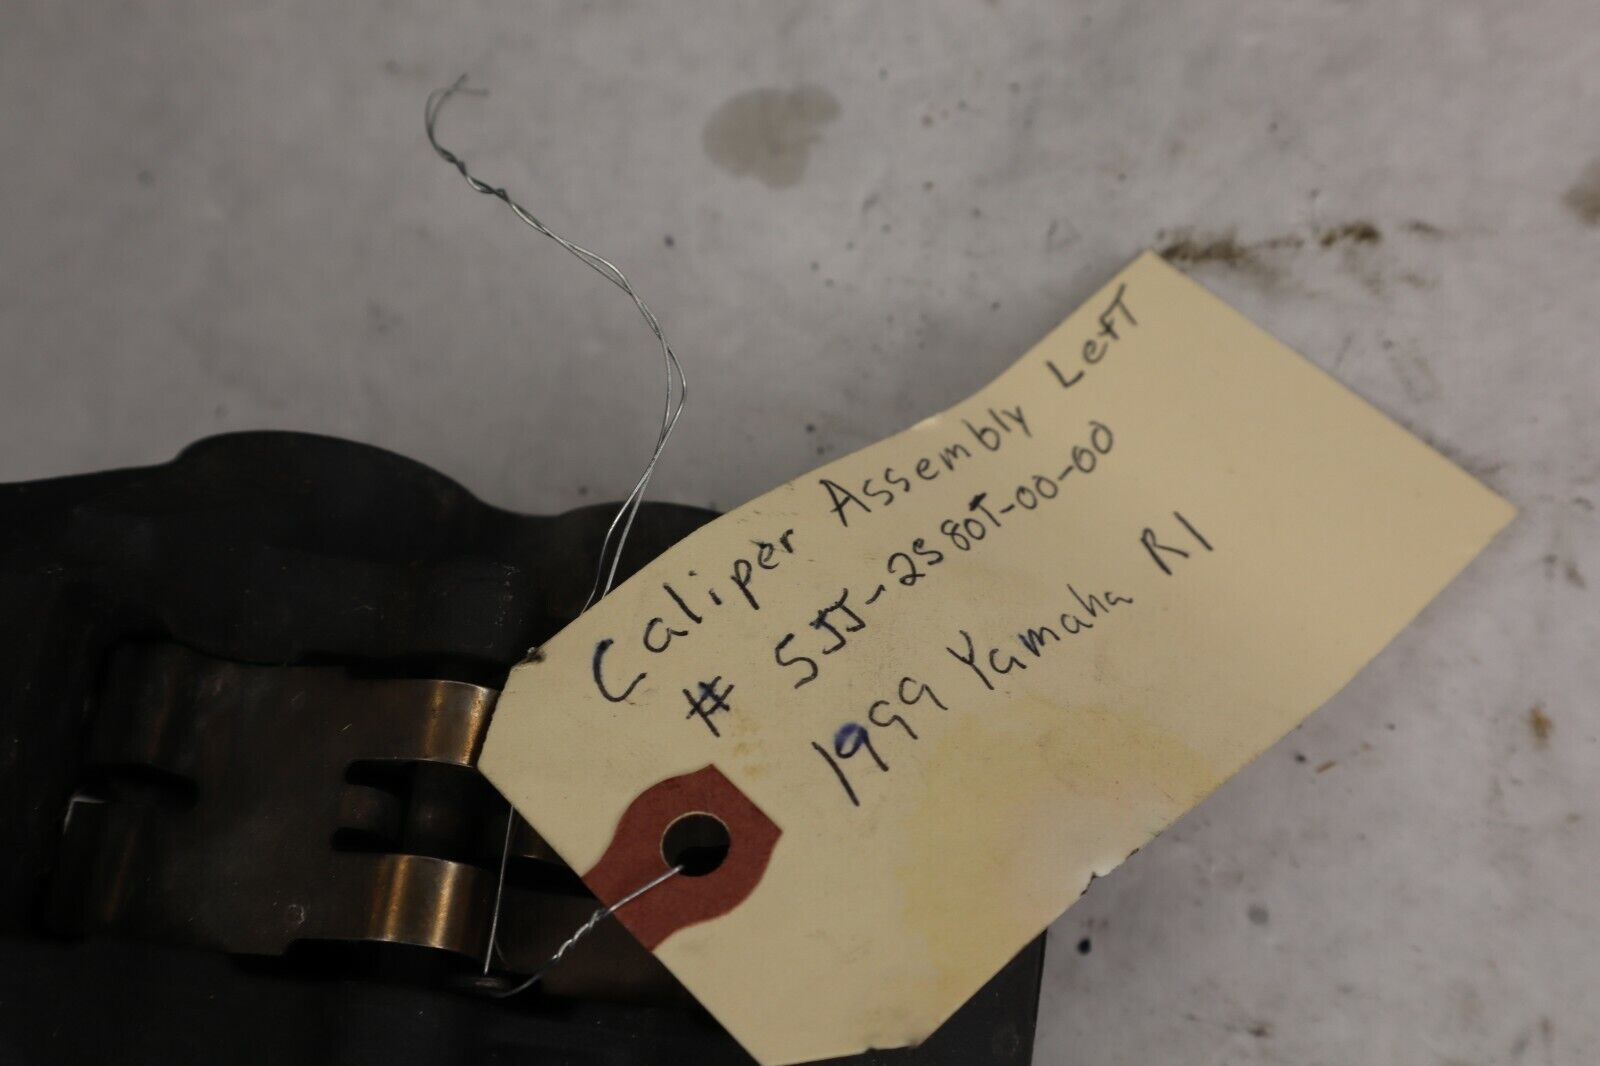 Caliper Assembly Left
# 5JJ-2580T-00-00
1999 Yamaha R1